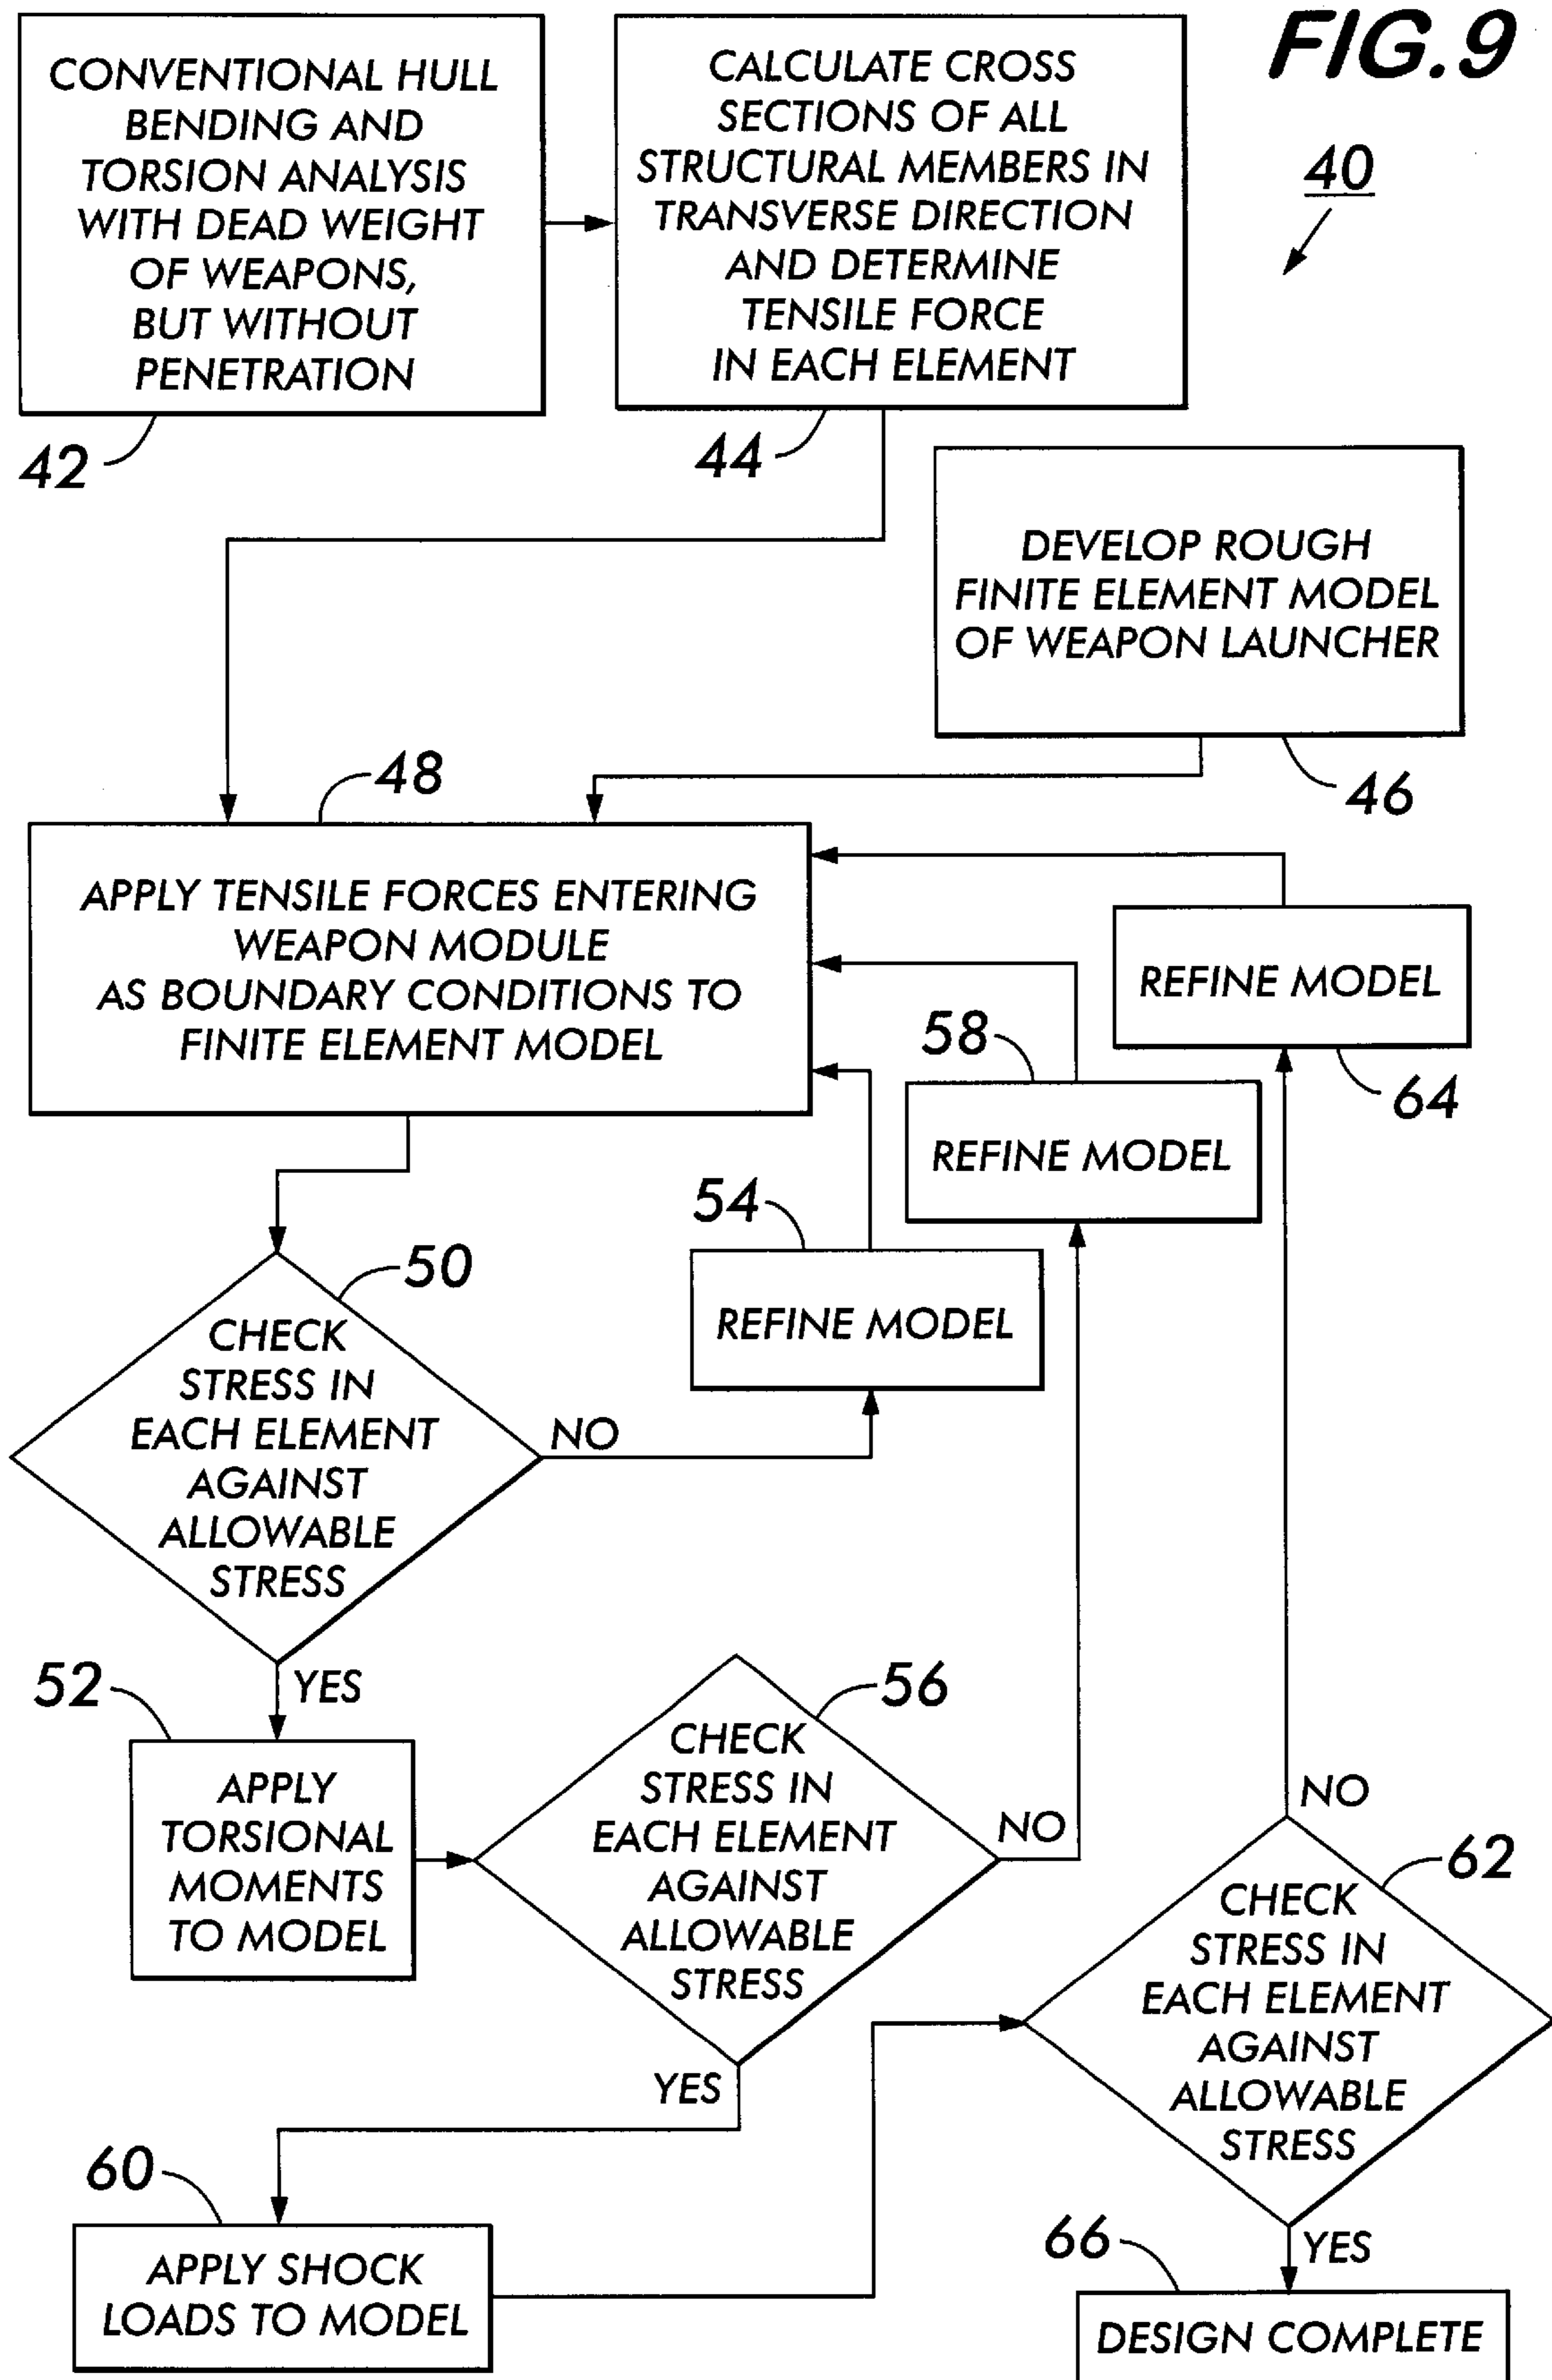 FIG.9
40
CONVENTIONAL HULL
BENDING AND
TORSION ANALYSIS
WITH DEAD WEIGHT
OF WEAPONS,
BUT WITHOUT
PENETRATION
42
CALCULATE CROSS
SECTIONS OF ALL
STRUCTURAL MEMBERS IN
TRANSVERSE DIRECTION
AND DETERMINE
TENSILE FORCE
IN EACH ELEMENT
44
DEVELOP ROUGH
FINITE ELEMENT MODEL
OF WEAPON LAUNCHER
46
48
APPLY TENSILE FORCES ENTERING
WEAPON MODULE
AS BOUNDARY CONDITIONS TO
FINITE ELEMENT MODEL
REFINE MODEL
64
58
REFINE MODEL
54
REFINE MODEL
50
CHECK
STRESS IN
EACH ELEMENT
AGAINST
ALLOWABLE
STRESS
NO
YES
52
APPLY
TORSIONAL
MOMENTS
TO MODEL
56
CHECK
STRESS IN
EACH ELEMENT
AGAINST
ALLOWABLE
STRESS
NO
YES
60
APPLY SHOCK
LOADS TO MODEL
NO
62
CHECK
STRESS IN
EACH ELEMENT
AGAINST
ALLOWABLE
STRESS
YES
66
DESIGN COMPLETE